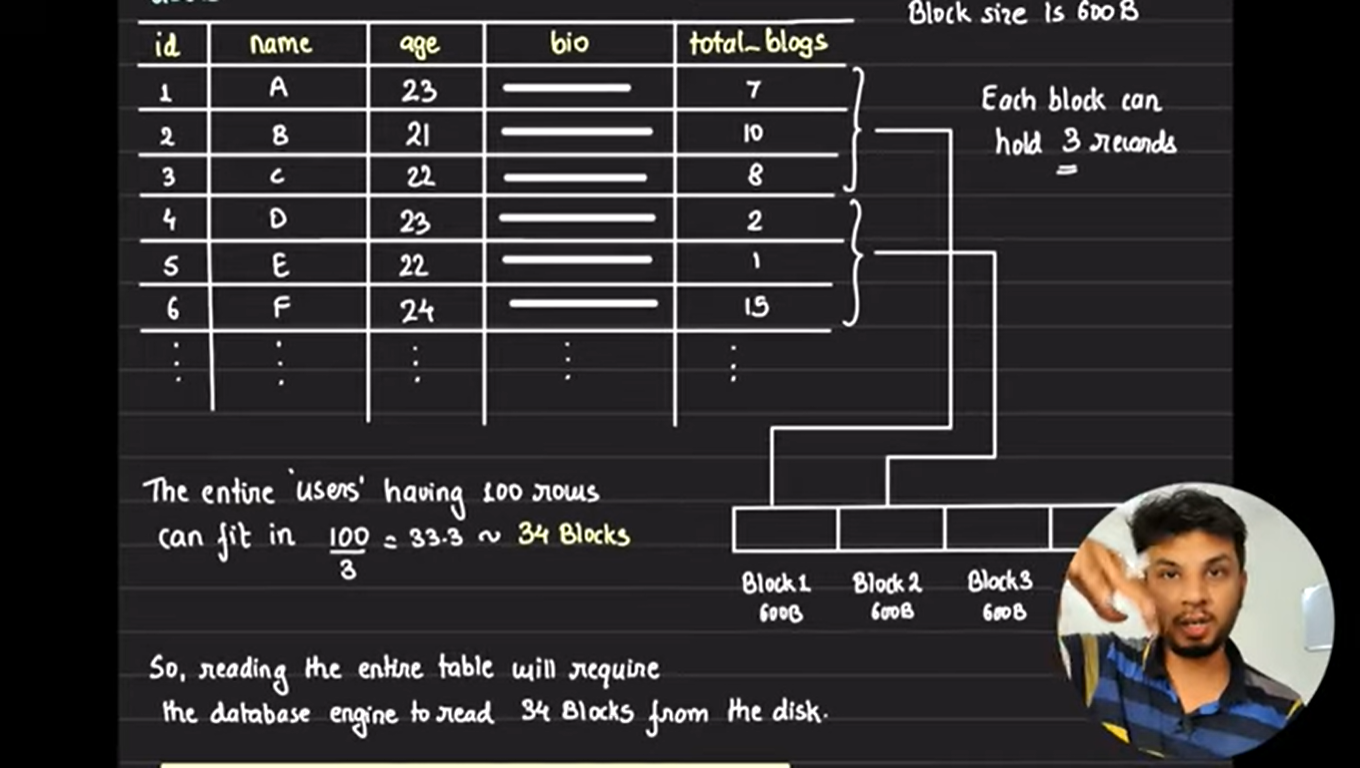 Block size is 600B
id name age bio total_blogs
1 A 23 7
2 B 21 10
3 C 22 8
4 D 23 2
5 E 22 1
6 F 24 15
Each block can
hold 3 records
The entire 'users' having 100 rows
can fit in 100/3 = 33.3 ~ 34 Blocks
Block 1 Block 2 Block 3
600B 600B 600B
So, reading the entire table will require
the database engine to read 34 Blocks from the disk.